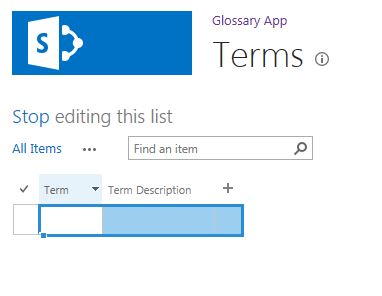 S
Glossary App
Terms
Stop editing this list
All Items
Find an item
Term
Term Description